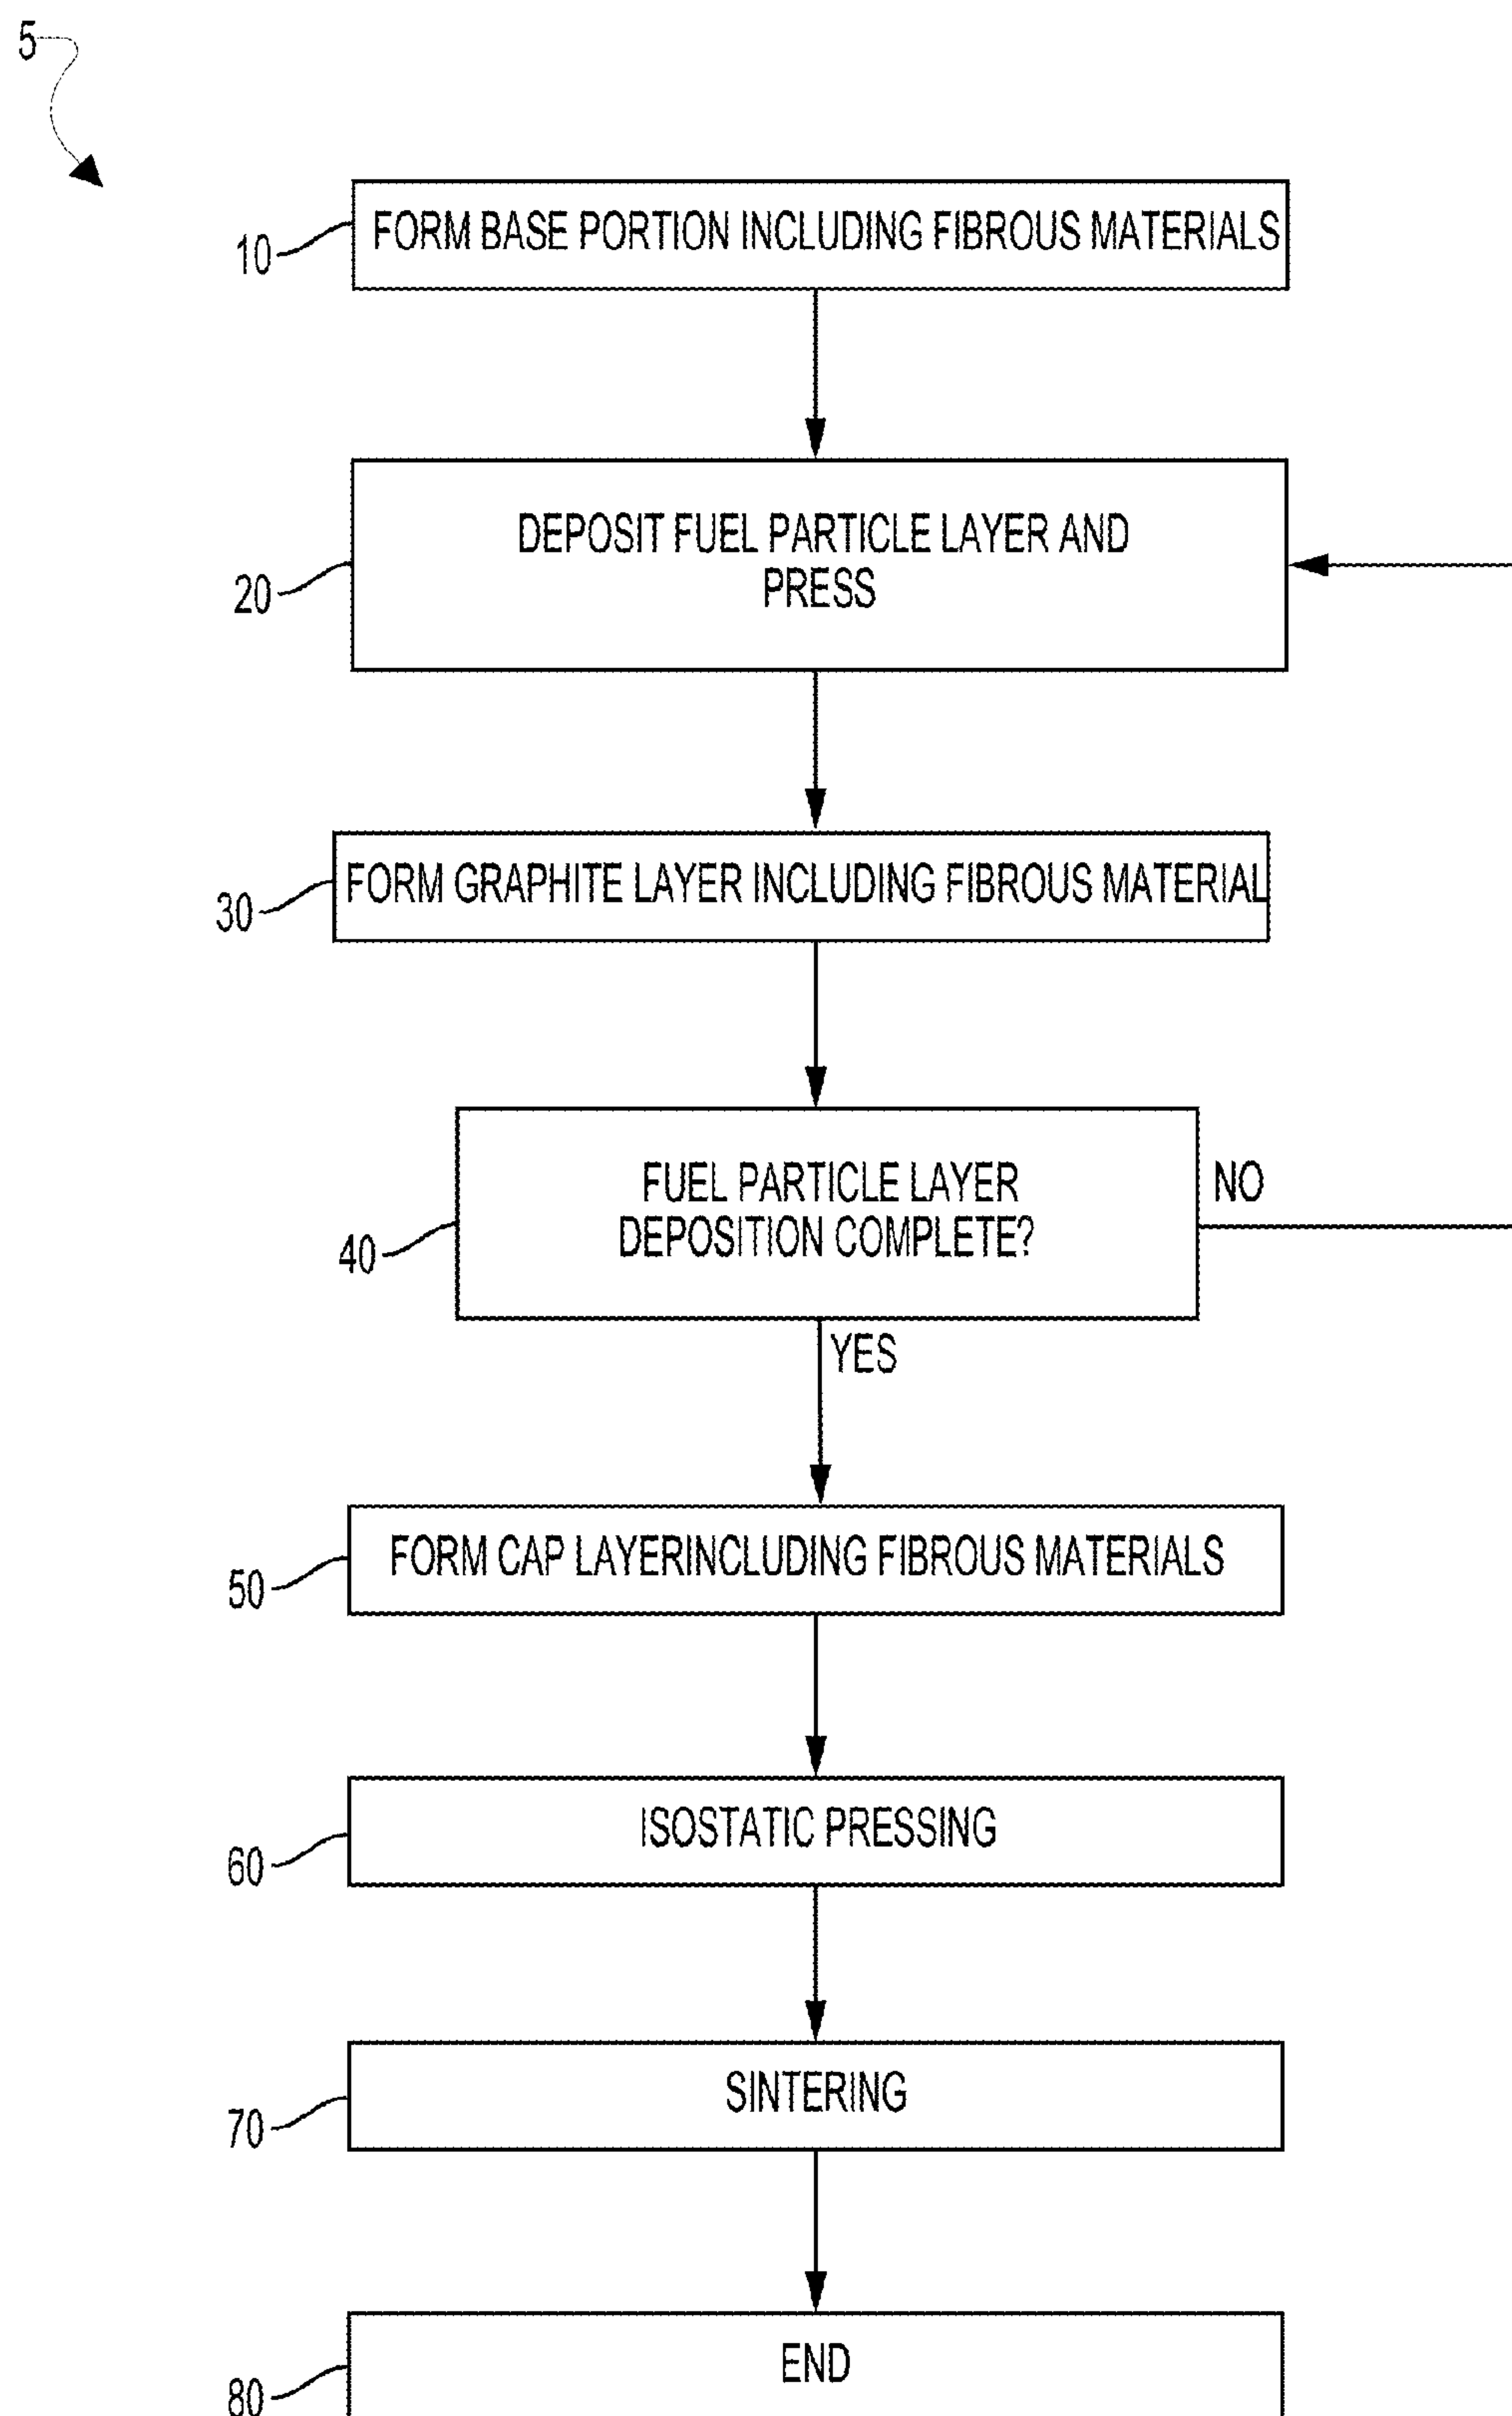 5
10
FORM BASE PORTION INCLUDING FIBROUS MATERIALS
20
DEPOSIT FUEL PARTICLE LAYER AND
PRESS
30
FORM GRAPHITE LAYER INCLUDING FIBROUS MATERIAL
40
FUEL PARTICLE LAYER
DEPOSITION COMPLETE?
NO
YES
50
FORM CAP LAYERINCLUDING FIBROUS MATERIALS
60
ISOSTATIC PRESSING
70
SINTERING
80
END